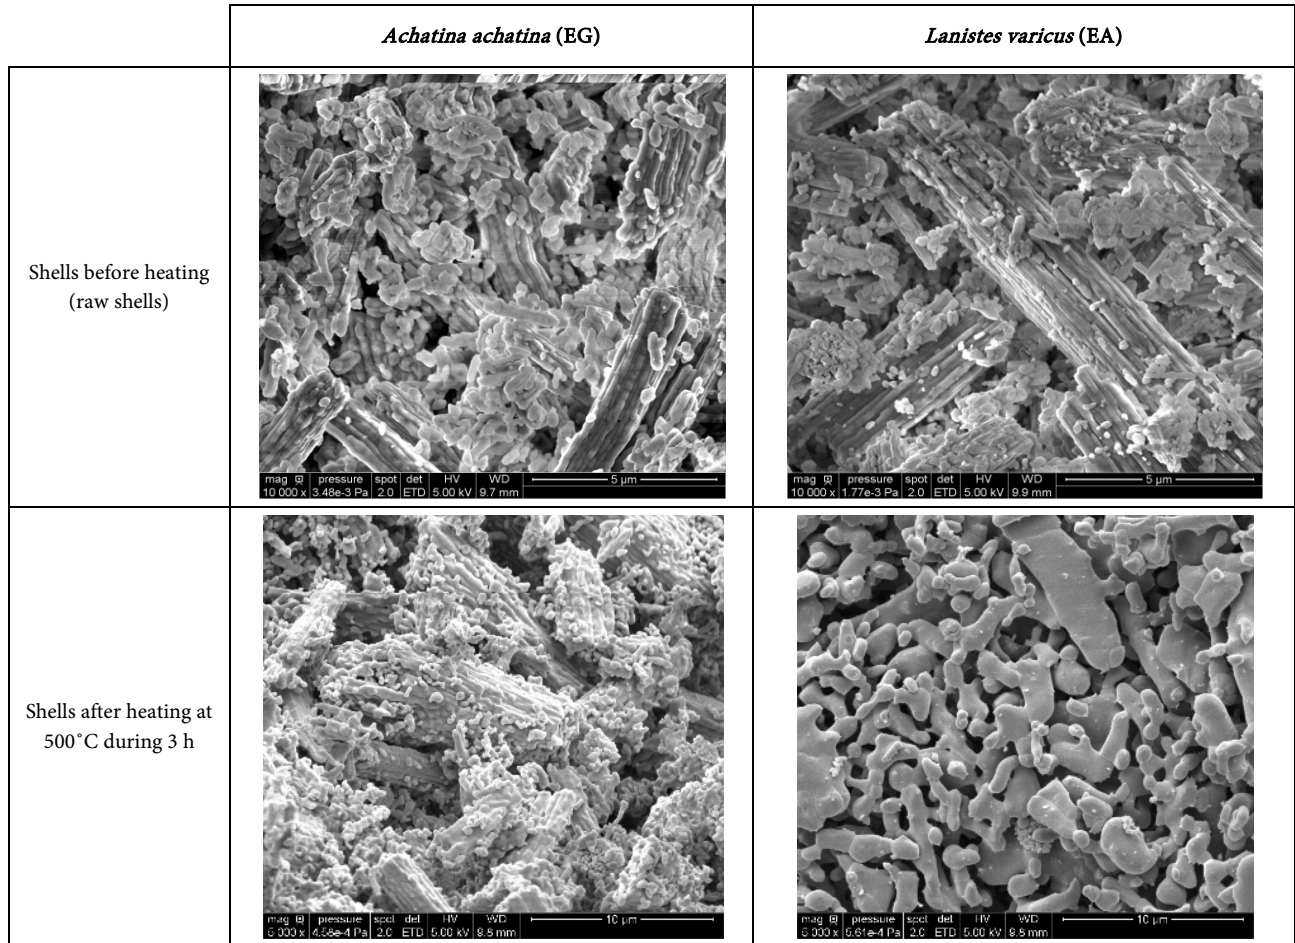 Achatina achatina (EG)
Lanistes varicus (EA)
Shells before heating
(raw shells)
mag pressure spot det HV WD
5 µm
10 000 x 3.48e-3 Pa 2.0 ETD 5.00 kV 9.7 mm
mag pressure spot det HV WD
5 µm
10 000 x 1.77e-3 Pa 2.0 ETD 5.00 kV 9.9 mm
Shells after heating at
500˚C during 3 h
mag pressure spot det HV WD
10 µm
5 000 x 4.58e-4 Pa 2.0 ETD 5.00 kV 9.8 mm
mag pressure spot det HV WD
10 µm
5 000 x 5.61e-4 Pa 2.0 ETD 5.00 kV 9.8 mm